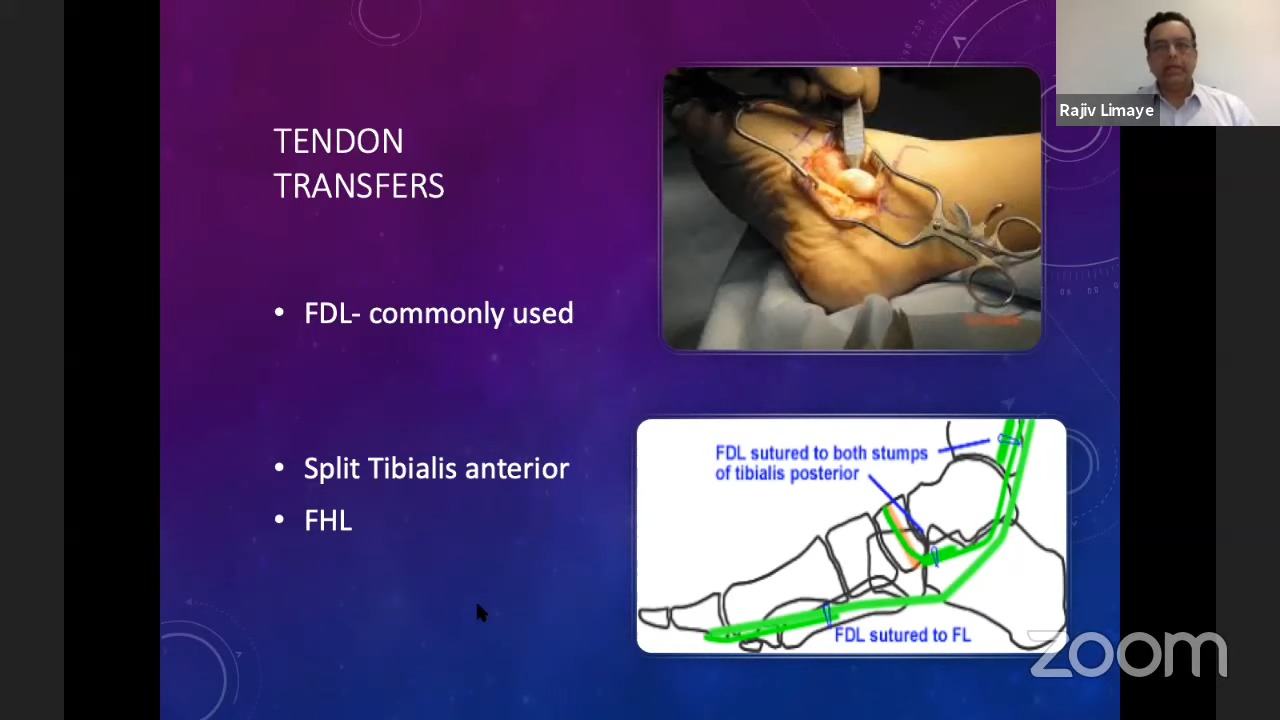 TENDON
TRANSFERS
• FDL- commonly used
• Split Tibialis anterior
• FHL
Rajiv Limaye
FDL sutured to both stumps
of tibialis posterior
FDL sutured to FL
zoom